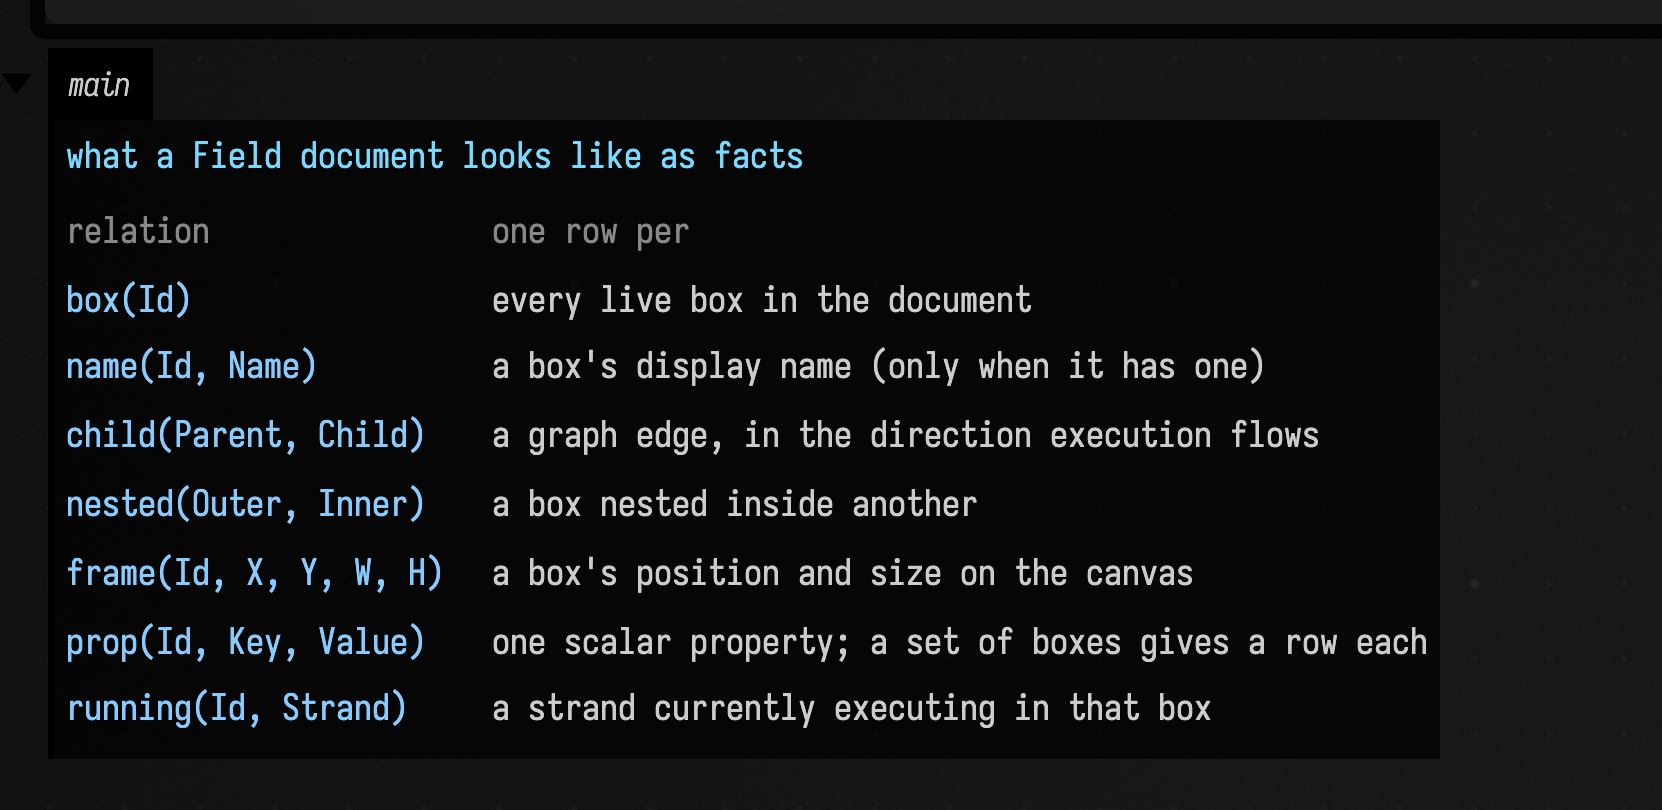 main
what a Field document looks like as facts
relation one row per
box(Id) every live box in the document
name(Id, Name) a box's display name (only when it has one)
child(Parent, Child) a graph edge, in the direction execution flows
nested(Outer, Inner) a box nested inside another
frame(Id, X, Y, W, H) a box's position and size on the canvas
prop(Id, Key, Value) one scalar property; a set of boxes gives a row each
running(Id, Strand) a strand currently executing in that box